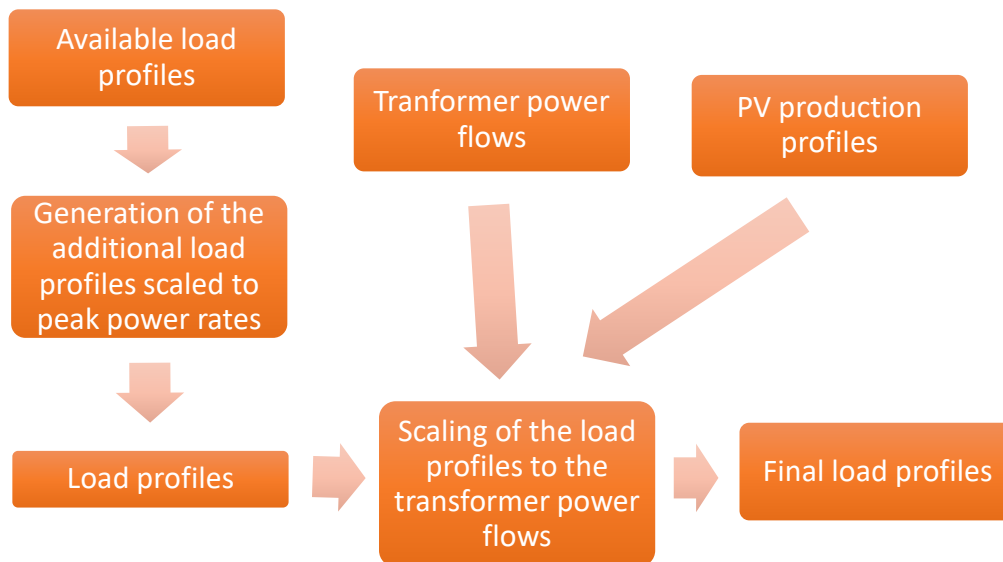 Available load
profiles
Tranformer power
flows
PV production
profiles
Generation of the
additional load
profiles scaled to
peak power rates
Load profiles
Scaling of the load
profiles to the
transformer power
flows
Final load profiles